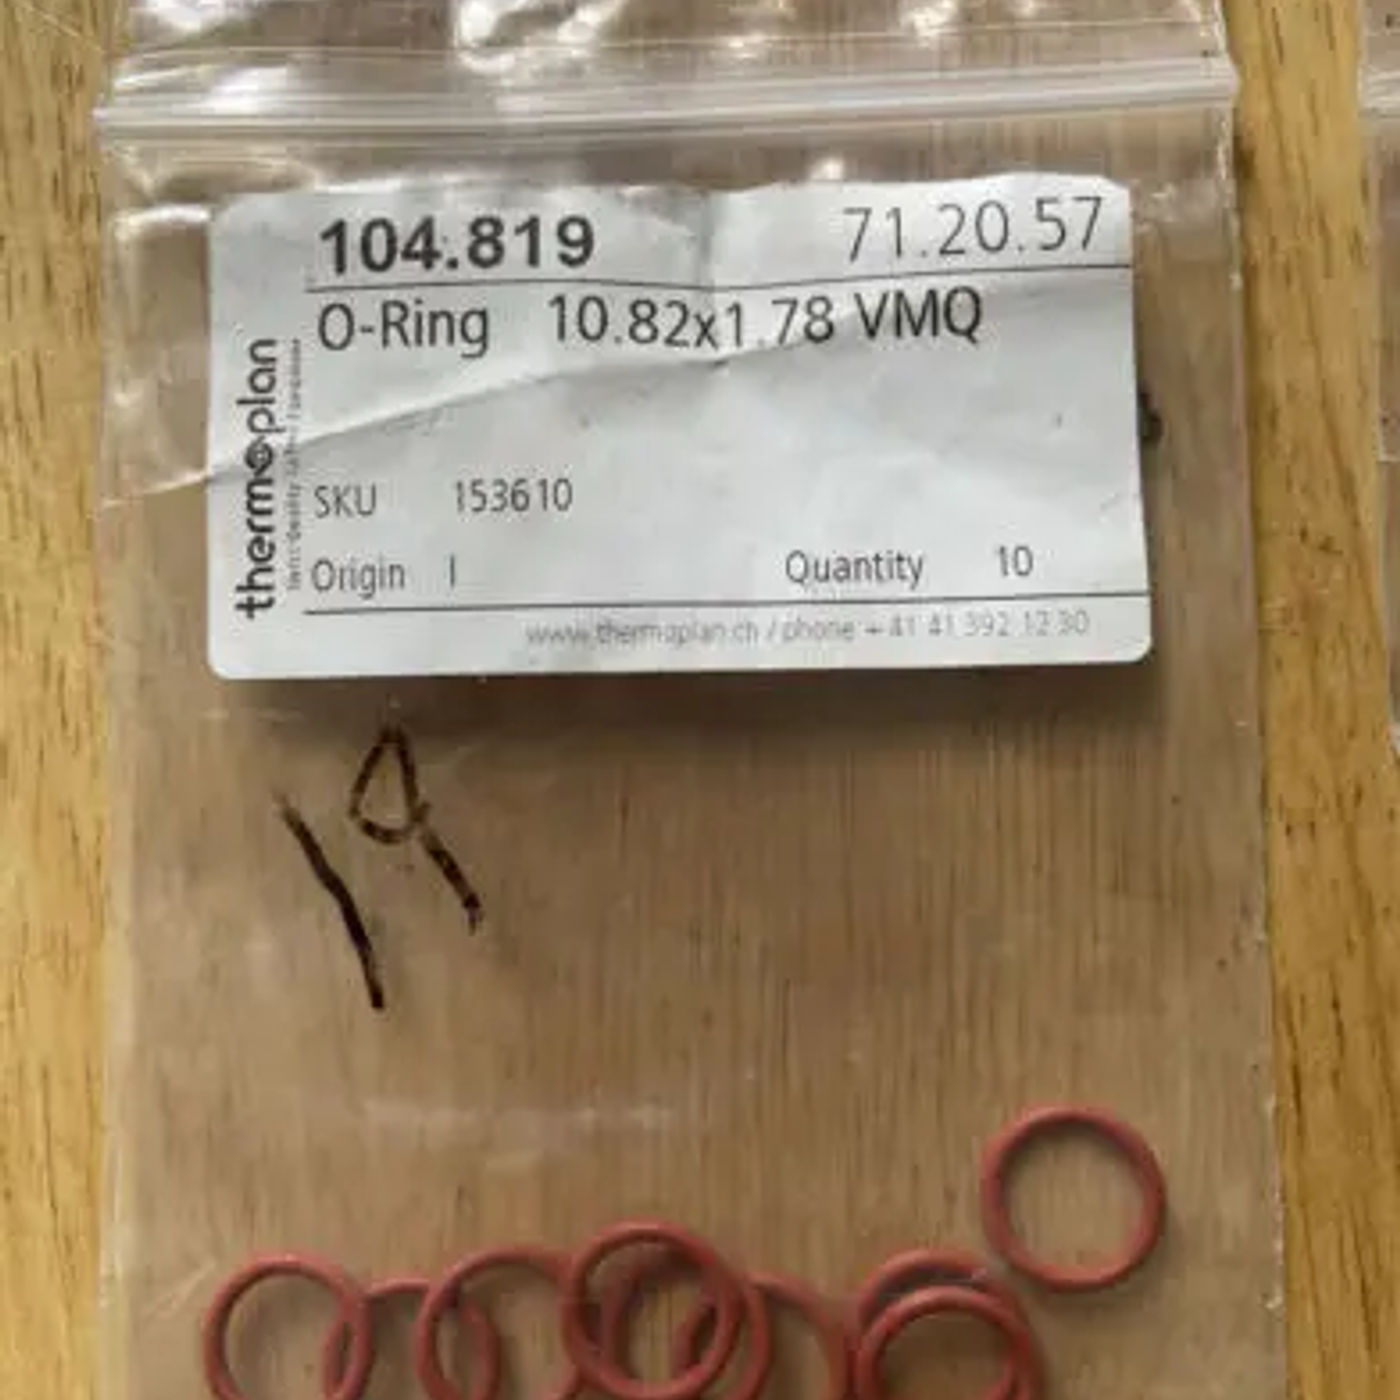 104.819 71.20.57
O-Ring 10.82x1.78 VMQ
thermoplan
SKU 153610
Origin I Quantity 10
www.thermoplan.ch / phone +41 41 392 12 30
19